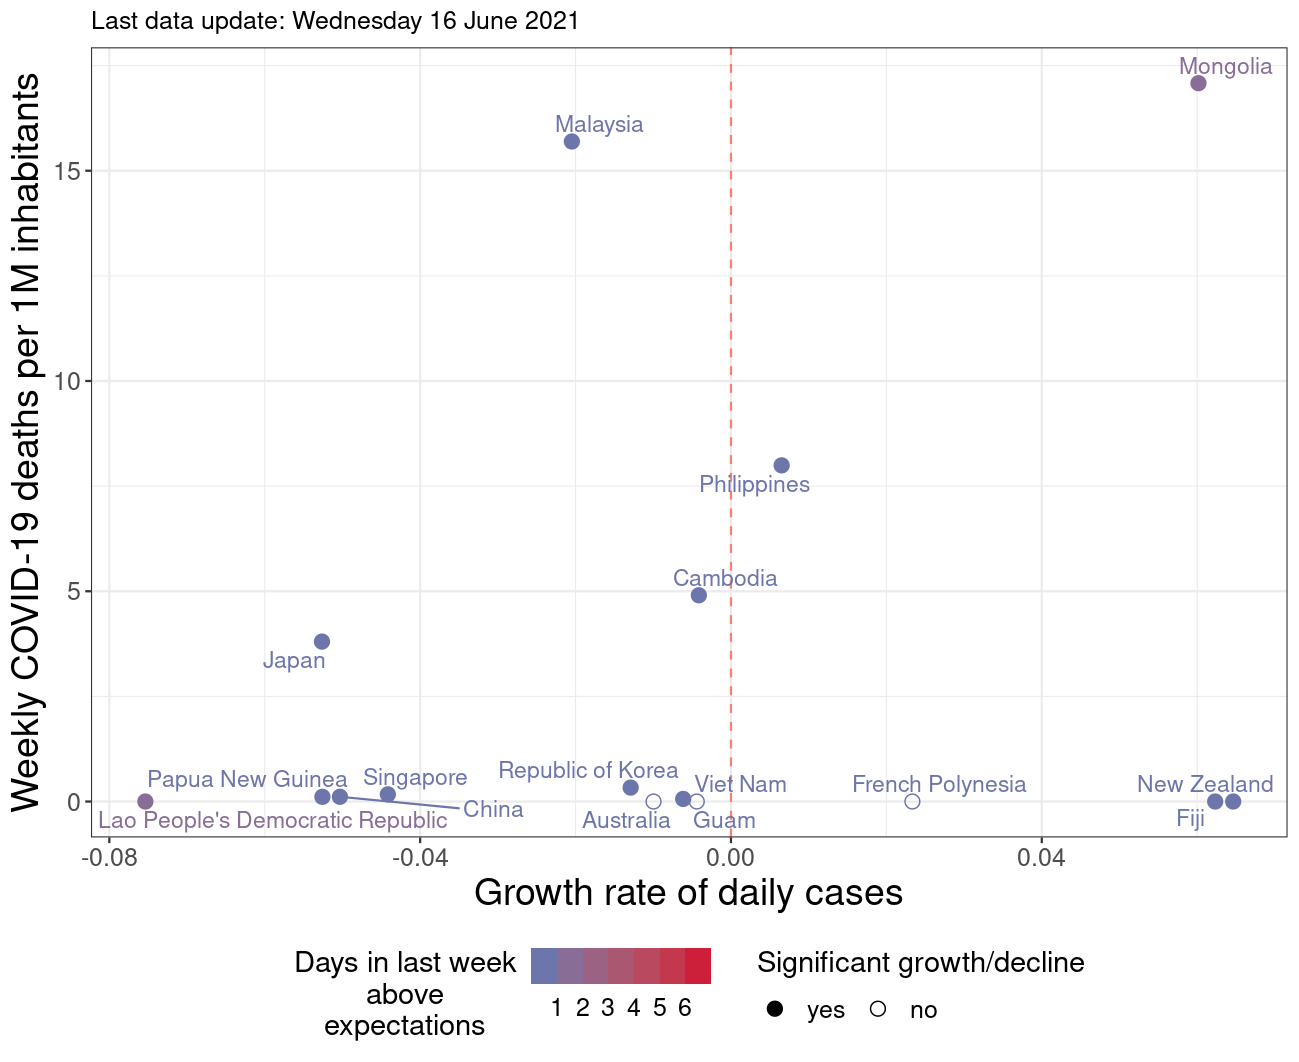 Last data update: Wednesday 16 June 2021
Weekly COVID-19 deaths per 1M inhabitants
15
10
5
0
Mongolia
Malaysia
Philippines
Cambodia
Japan
Republic of Korea
Papua New Guinea
Singapore
Viet Nam
French Polynesia
New Zealand
China
Lao People's Democratic Republic
Australia
Guam
Fiji
-0.08
-0.04
0.00
0.04
Growth rate of daily cases
Days in last week
above
expectations
1 2 3 4 5 6
Significant growth/decline
yes
no